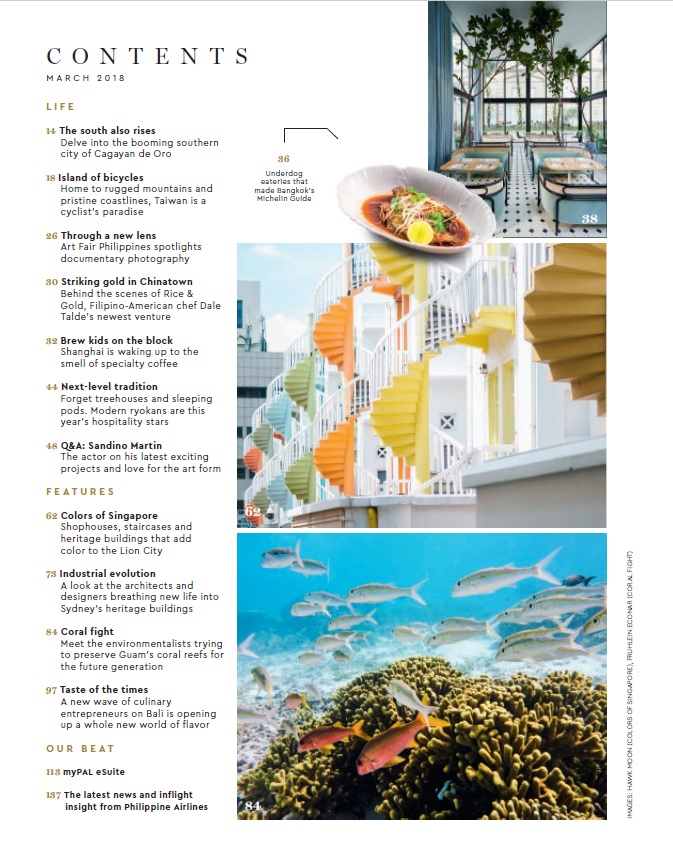 CONTENTS
MARCH 2018
LIFE
14 The south also rises
Delve into the booming southern
city of Cagayan de Oro
18 Island of bicycles
Home to rugged mountains and
pristine coastlines, Taiwan is a
cyclist's paradise
26 Through a new lens
Art Fair Philippines spotlights
documentary photography
30 Striking gold in Chinatown
Behind the scenes of Rice &
Gold, Filipino-American chef Dale
Talde's newest venture
32 Brew kids on the block
Shanghai is waking up to the
smell of specialty coffee
44 Next-level tradition
Forget treehouses and sleeping
pods. Modern ryokans are this
year's hospitality stars
48 Q&A: Sandino Martin
The actor on his latest exciting
projects and love for the art form
FEATURES
62 Colors of Singapore
Shophouses, staircases and
heritage buildings that add
color to the Lion City
73 Industrial evolution
A look at the architects and
designers breathing new life into
Sydney's heritage buildings
84 Coral fight
Meet the environmentalists trying
to preserve Guam's coral reefs for
the future generation
97 Taste of the times
A new wave of culinary
entrepreneurs on Bali is opening
up a whole new world of flavor
OUR BEAT
113 myPAL eSuite
137 The latest news and inflight
insight from Philippine Airlines
36
Underdog
eateries that
made Bangkok's
Michelin Guide
38
62
84
IMAGES: HAWK MOON (COLORS OF SINGAPORE), FRUHLEIN ECONAR (CORAL FIGHT)